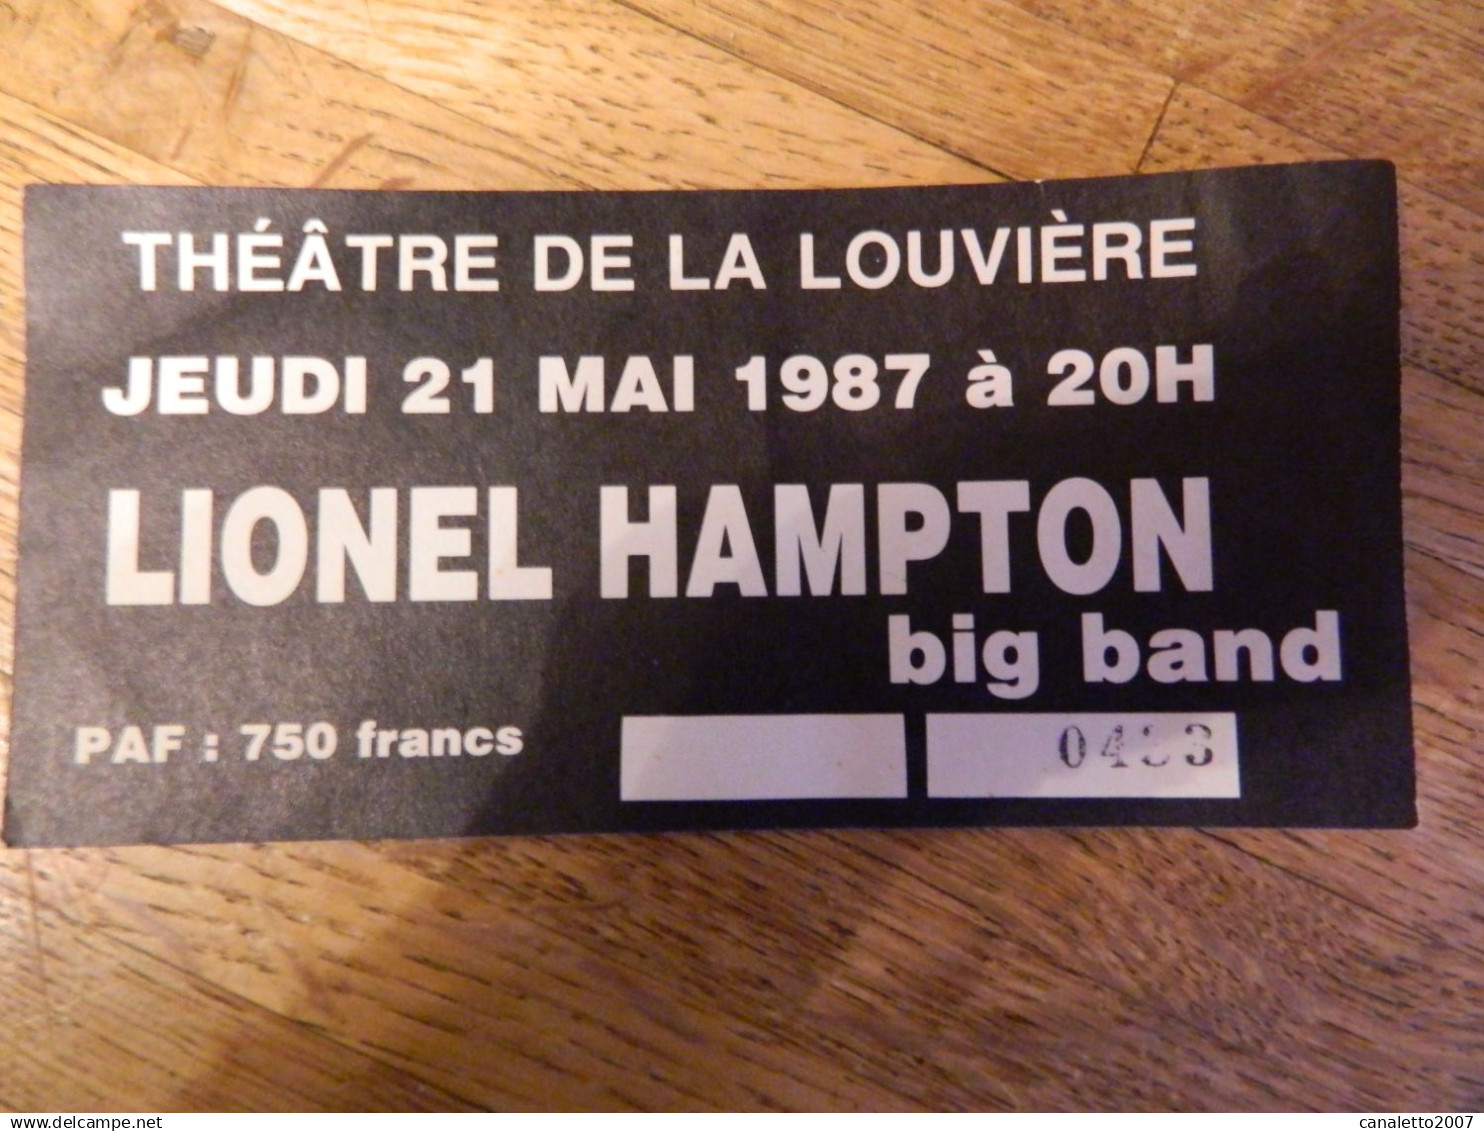 THÉÂTRE DE LA LOUVIÈRE
JEUDI 21 MAI 1987 à 20H
LIONEL HAMPTON
big band
PAF : 750 francs
delcampe.net
canaletto2007